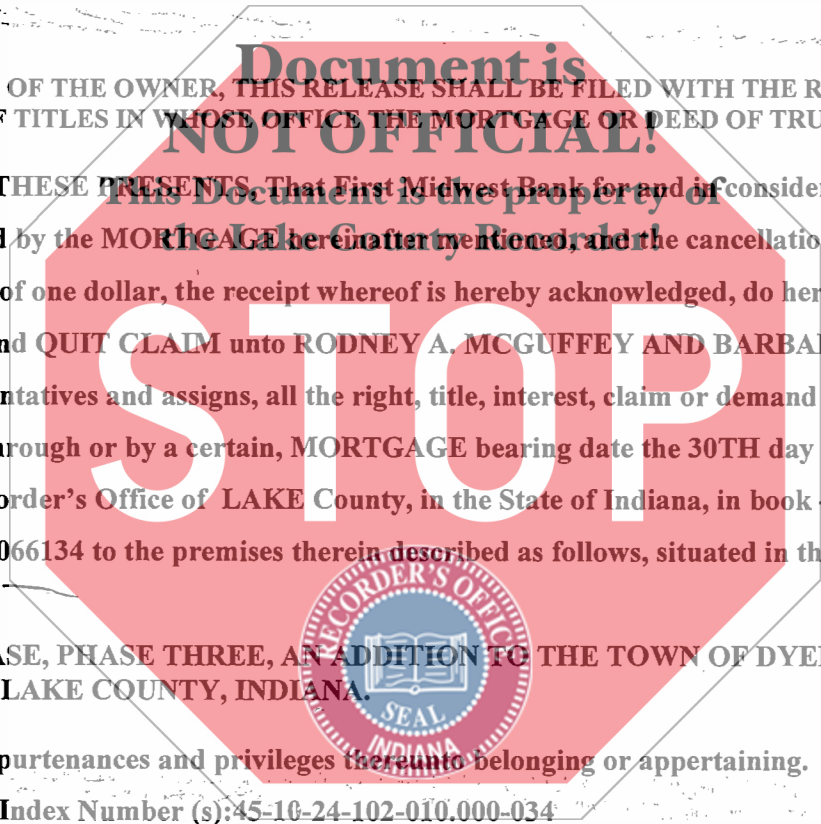 Document is
OF THE OWNER, THIS RELEASE SHALL BE FILED WITH THE R
F TITLES IN WHOSE OFFICE THE MORTGAGE OR DEED OF TRU
NOT OFFICIAL!
THESE PRESENTS, That First Midwest Bank for and in consider
This Document is the property of
d by the MORTGAGE hereinafter mentioned, and the cancellatio
the Lake County Recorder!
of one dollar, the receipt whereof is hereby acknowledged, do her
nd QUIT CLAIM unto RODNEY A. MCGUFFEY AND BARBAR
STOP
ntatives and assigns, all the right, title, interest, claim or demand
rough or by a certain, MORTGAGE bearing date the 30TH day
order's Office of LAKE County, in the State of Indiana, in book
066134 to the premises therein described as follows, situated in th
RECORDER'S OFFICE
SEAL
INDIANA
ASE, PHASE THREE, AN ADDITION TO THE TOWN OF DYER
LAKE COUNTY, INDIANA.
purtenances and privileges thereunto belonging or appertaining.
Index Number (s):45-10-24-102-010.000-034